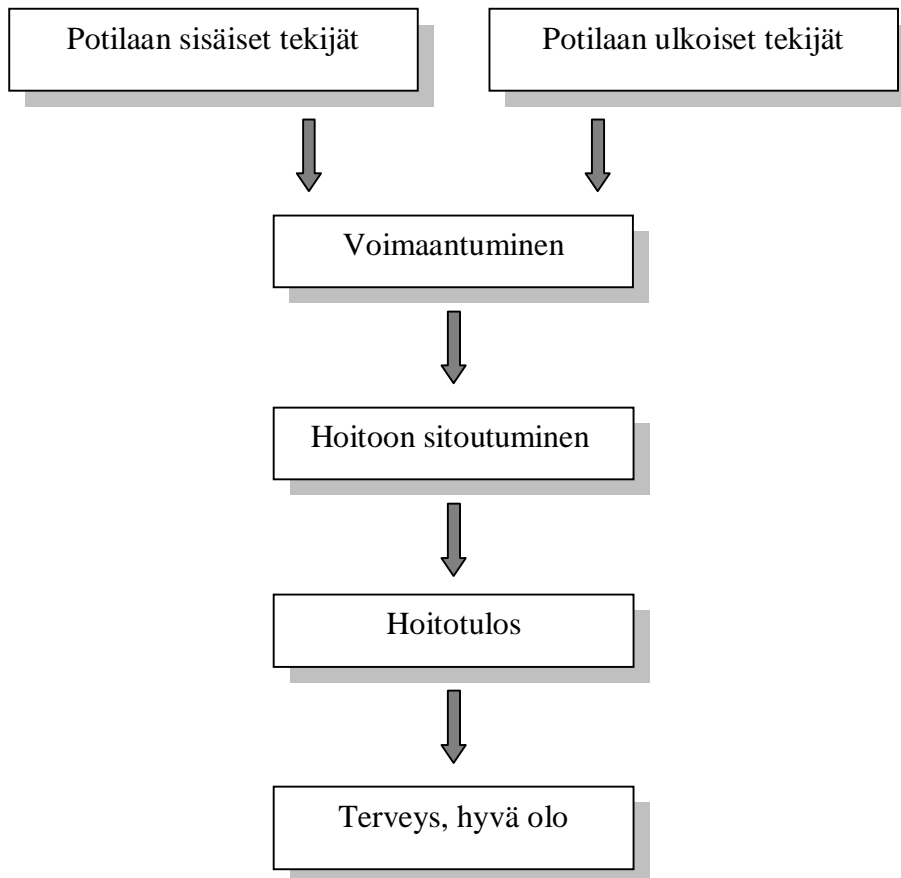 Potilaan sisäiset tekijät
Potilaan ulkoiset tekijät
Voimaantuminen
Hoitoon sitoutuminen
Hoitotulos
Terveys, hyvä olo